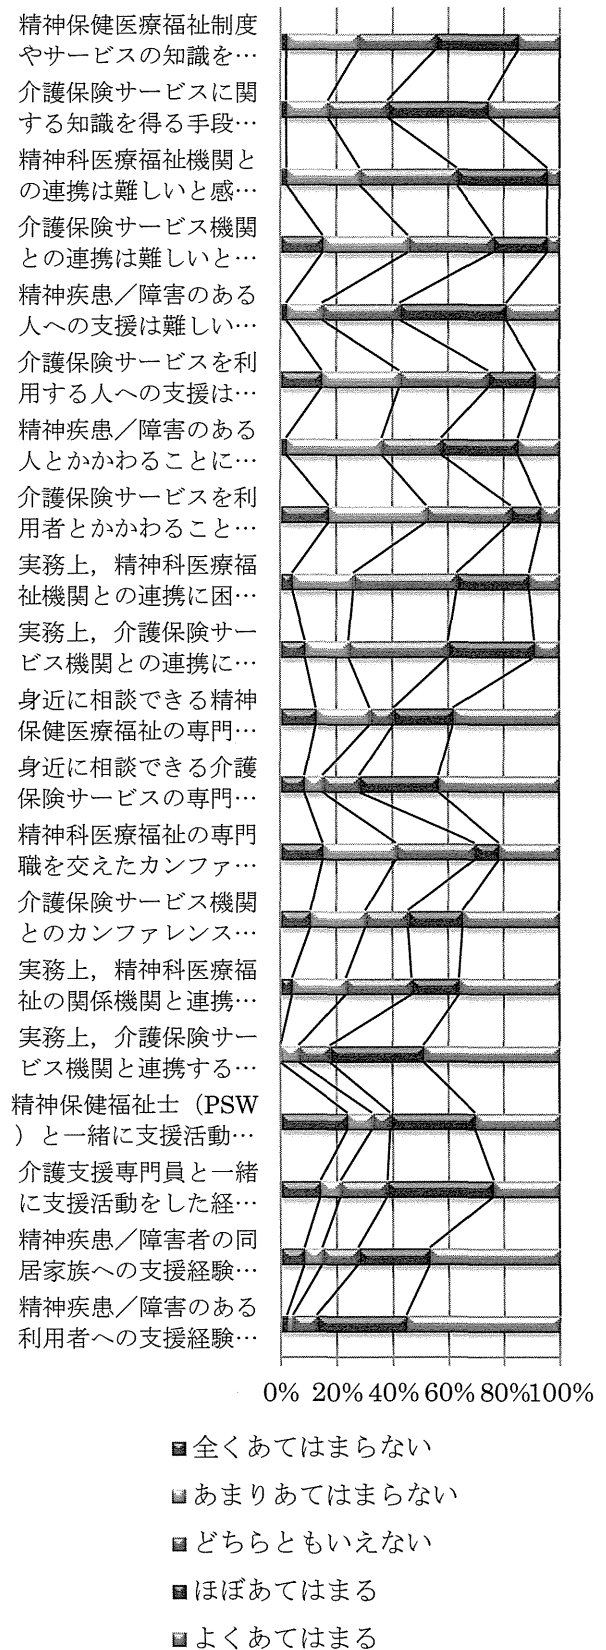 精神保健医療福祉制度
やサービスの知識を…
介護保険サービスに関
する知識を得る手段…
精神科医療福祉機関と
の連携は難しいと感…
介護保険サービス機関
との連携は難しいと…
精神疾患／障害のある
人への支援は難しい…
介護保険サービスを利
用する人への支援は…
精神疾患／障害のある
人とかかわることに…
介護保険サービスを利
用者とかかわること…
実務上，精神科医療福
祉機関との連携に困…
実務上，介護保険サー
ビス機関との連携に…
身近に相談できる精神
保健医療福祉の専門…
身近に相談できる介護
保険サービスの専門…
精神科医療福祉の専門
職を交えたカンファ…
介護保険サービス機関
とのカンファレンス…
実務上，精神科医療福
祉の関係機関と連携…
実務上，介護保険サー
ビス機関と連携する…
精神保健福祉士（PSW
）と一緒に支援活動…
介護支援専門員と一緒
に支援活動をした経…
精神疾患／障害者の同
居家族への支援経験…
精神疾患／障害のある
利用者への支援経験…
0% 20% 40% 60% 80% 100%
全くあてはまらない
あまりあてはまらない
どちらともいえない
ほぼあてはまる
よくあてはまる